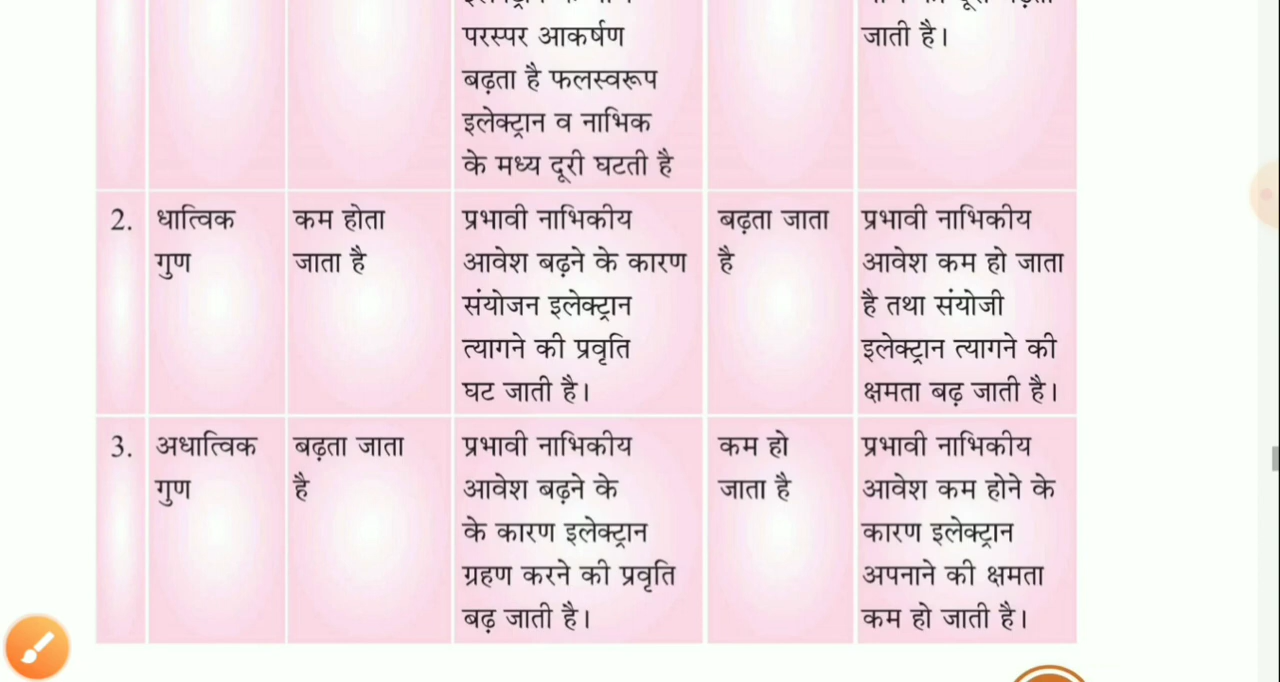 परस्पर आकर्षण
बढ़ता है फलस्वरूप
इलेक्ट्रान व नाभिक
के मध्य दूरी घटती है
जाती है।
2. धात्विक
गुण
कम होता
जाता है
प्रभावी नाभिकीय
आवेश बढ़ने के कारण
संयोजन इलेक्ट्रान
त्यागने की प्रवृति
घट जाती है।
बढ़ता जाता
है
प्रभावी नाभिकीय
आवेश कम हो जाता
है तथा संयोजी
इलेक्ट्रान त्यागने की
क्षमता बढ़ जाती है।
3. अधात्विक
गुण
बढ़ता जाता
है
प्रभावी नाभिकीय
आवेश बढ़ने के
के कारण इलेक्ट्रान
ग्रहण करने की प्रवृति
बढ़ जाती है।
कम हो
जाता है
प्रभावी नाभिकीय
आवेश कम होने के
कारण इलेक्ट्रान
अपनाने की क्षमता
कम हो जाती है।